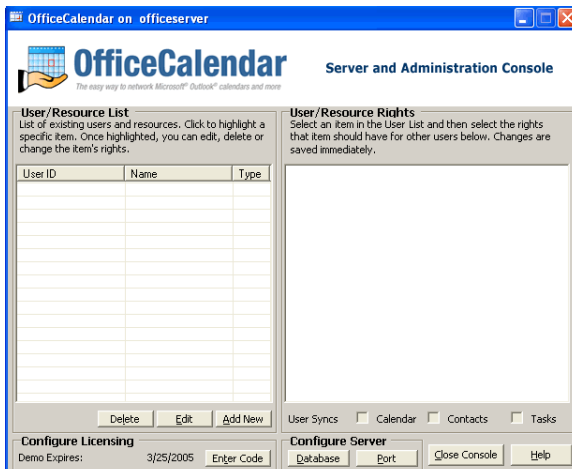 OfficeCalendar on officeserver
OfficeCalendar
The easy way to network Microsoft® Outlook® calendars and more
Server and Administration Console
User/Resource List
List of existing users and resources. Click to highlight a
specific item. Once highlighted, you can edit, delete or
change the item's rights.
User ID Name Type
Delete Edit Add New
User/Resource Rights
Select an item in the User List and then select the rights
that item should have for other users below. Changes are
saved immediately.
User Syncs Calendar Contacts Tasks
Configure Licensing
Demo Expires: 3/25/2005 Enter Code
Configure Server
Database Port
Close Console Help